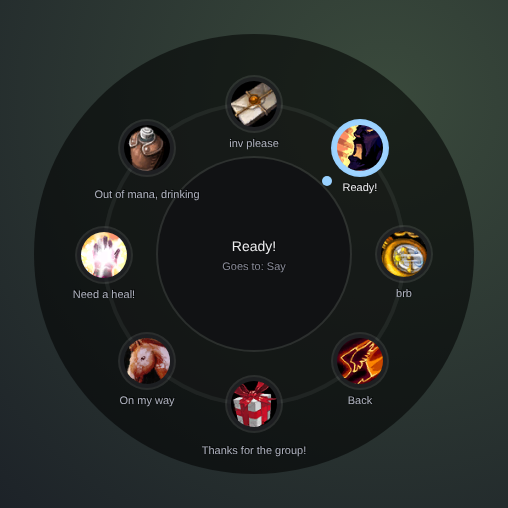 inv please
Out of mana, drinking
Ready!
Ready!
Goes to: Say
Need a heal!
brb
On my way
Back
Thanks for the group!